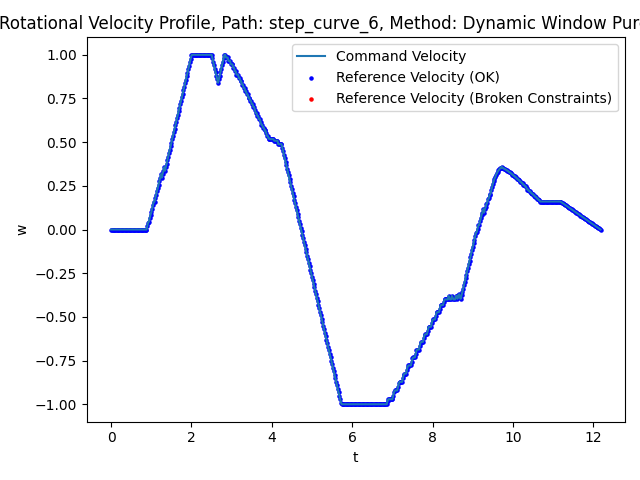 Rotational Velocity Profile, Path: step_curve_6, Method: Dynamic Window Pur
Command Velocity
Reference Velocity (OK)
Reference Velocity (Broken Constraints)
1.00
0.75
0.50
0.25
0.00
−0.25
−0.50
−0.75
−1.00
w
0 2 4 6 8 10 12
t